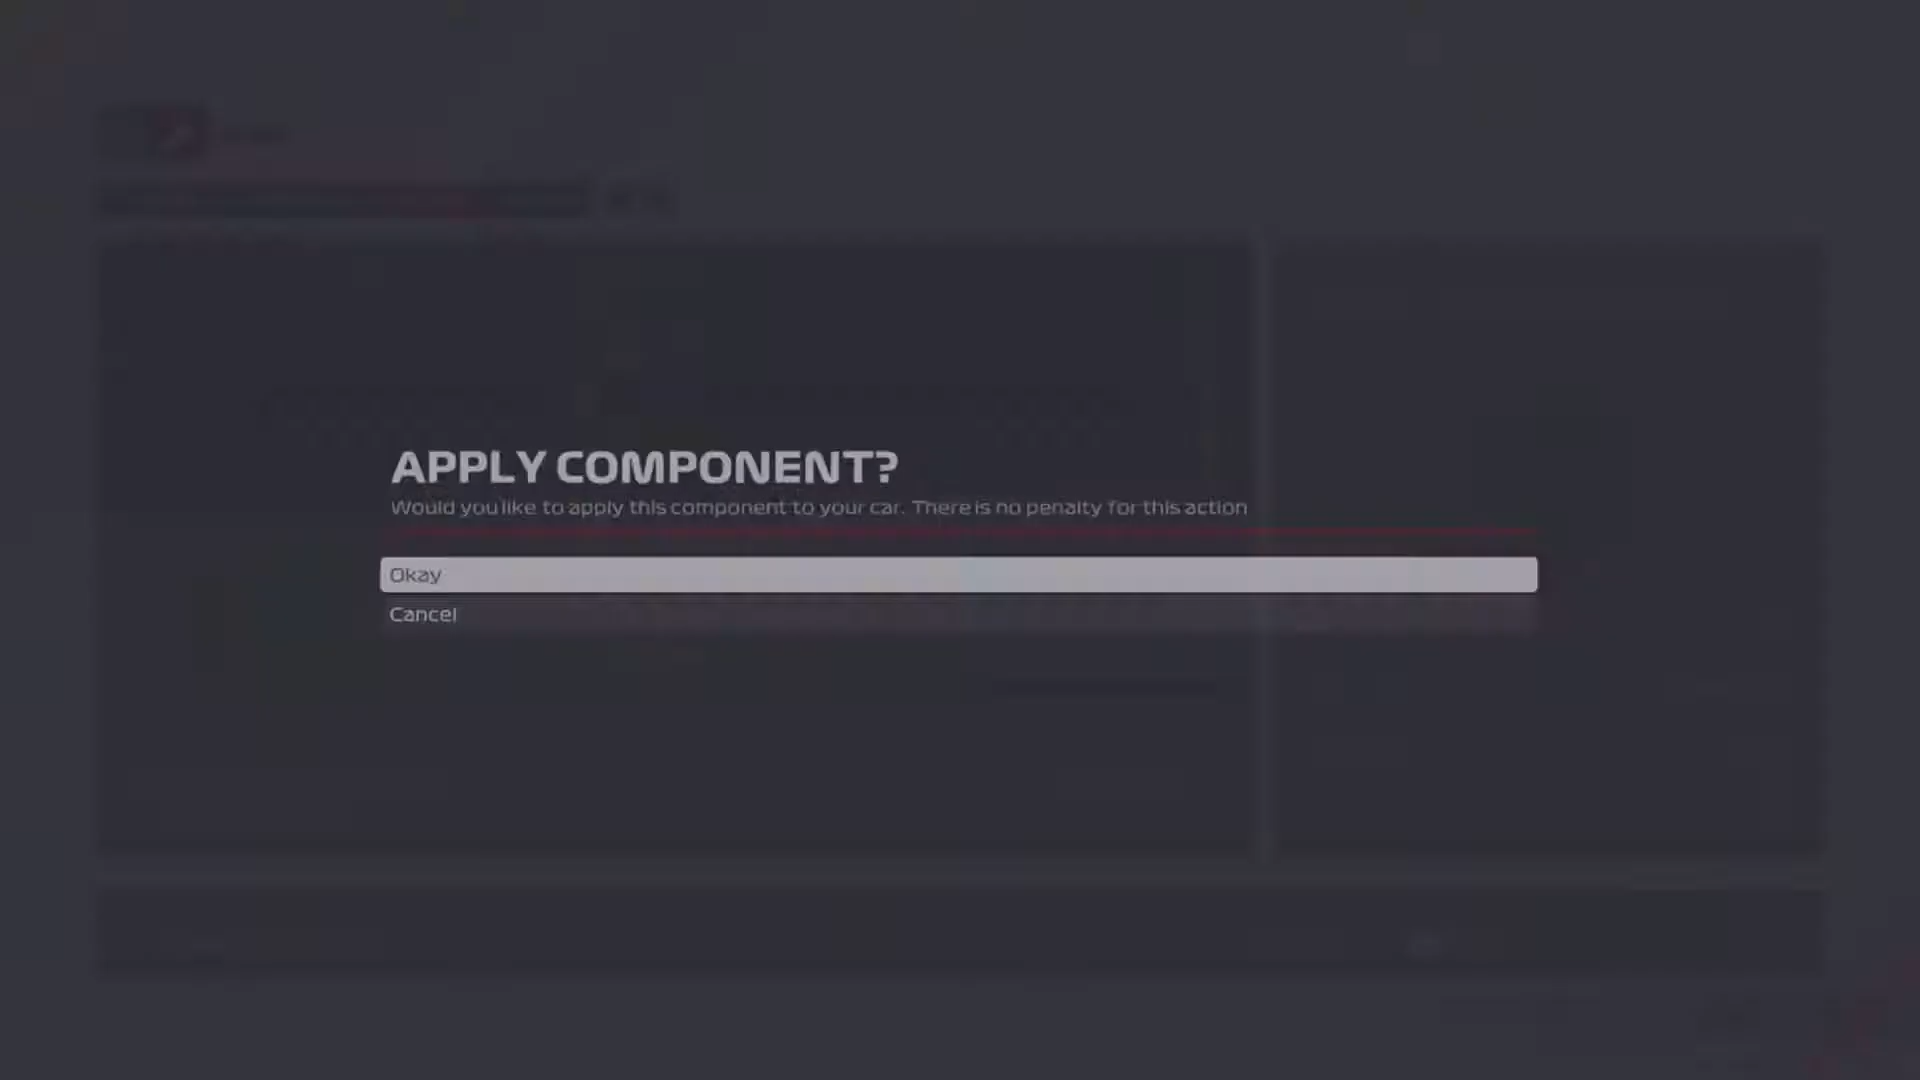 APPLY COMPONENT?
Would you like to apply this component to your car. There is no penalty for this action
Okay
Cancel